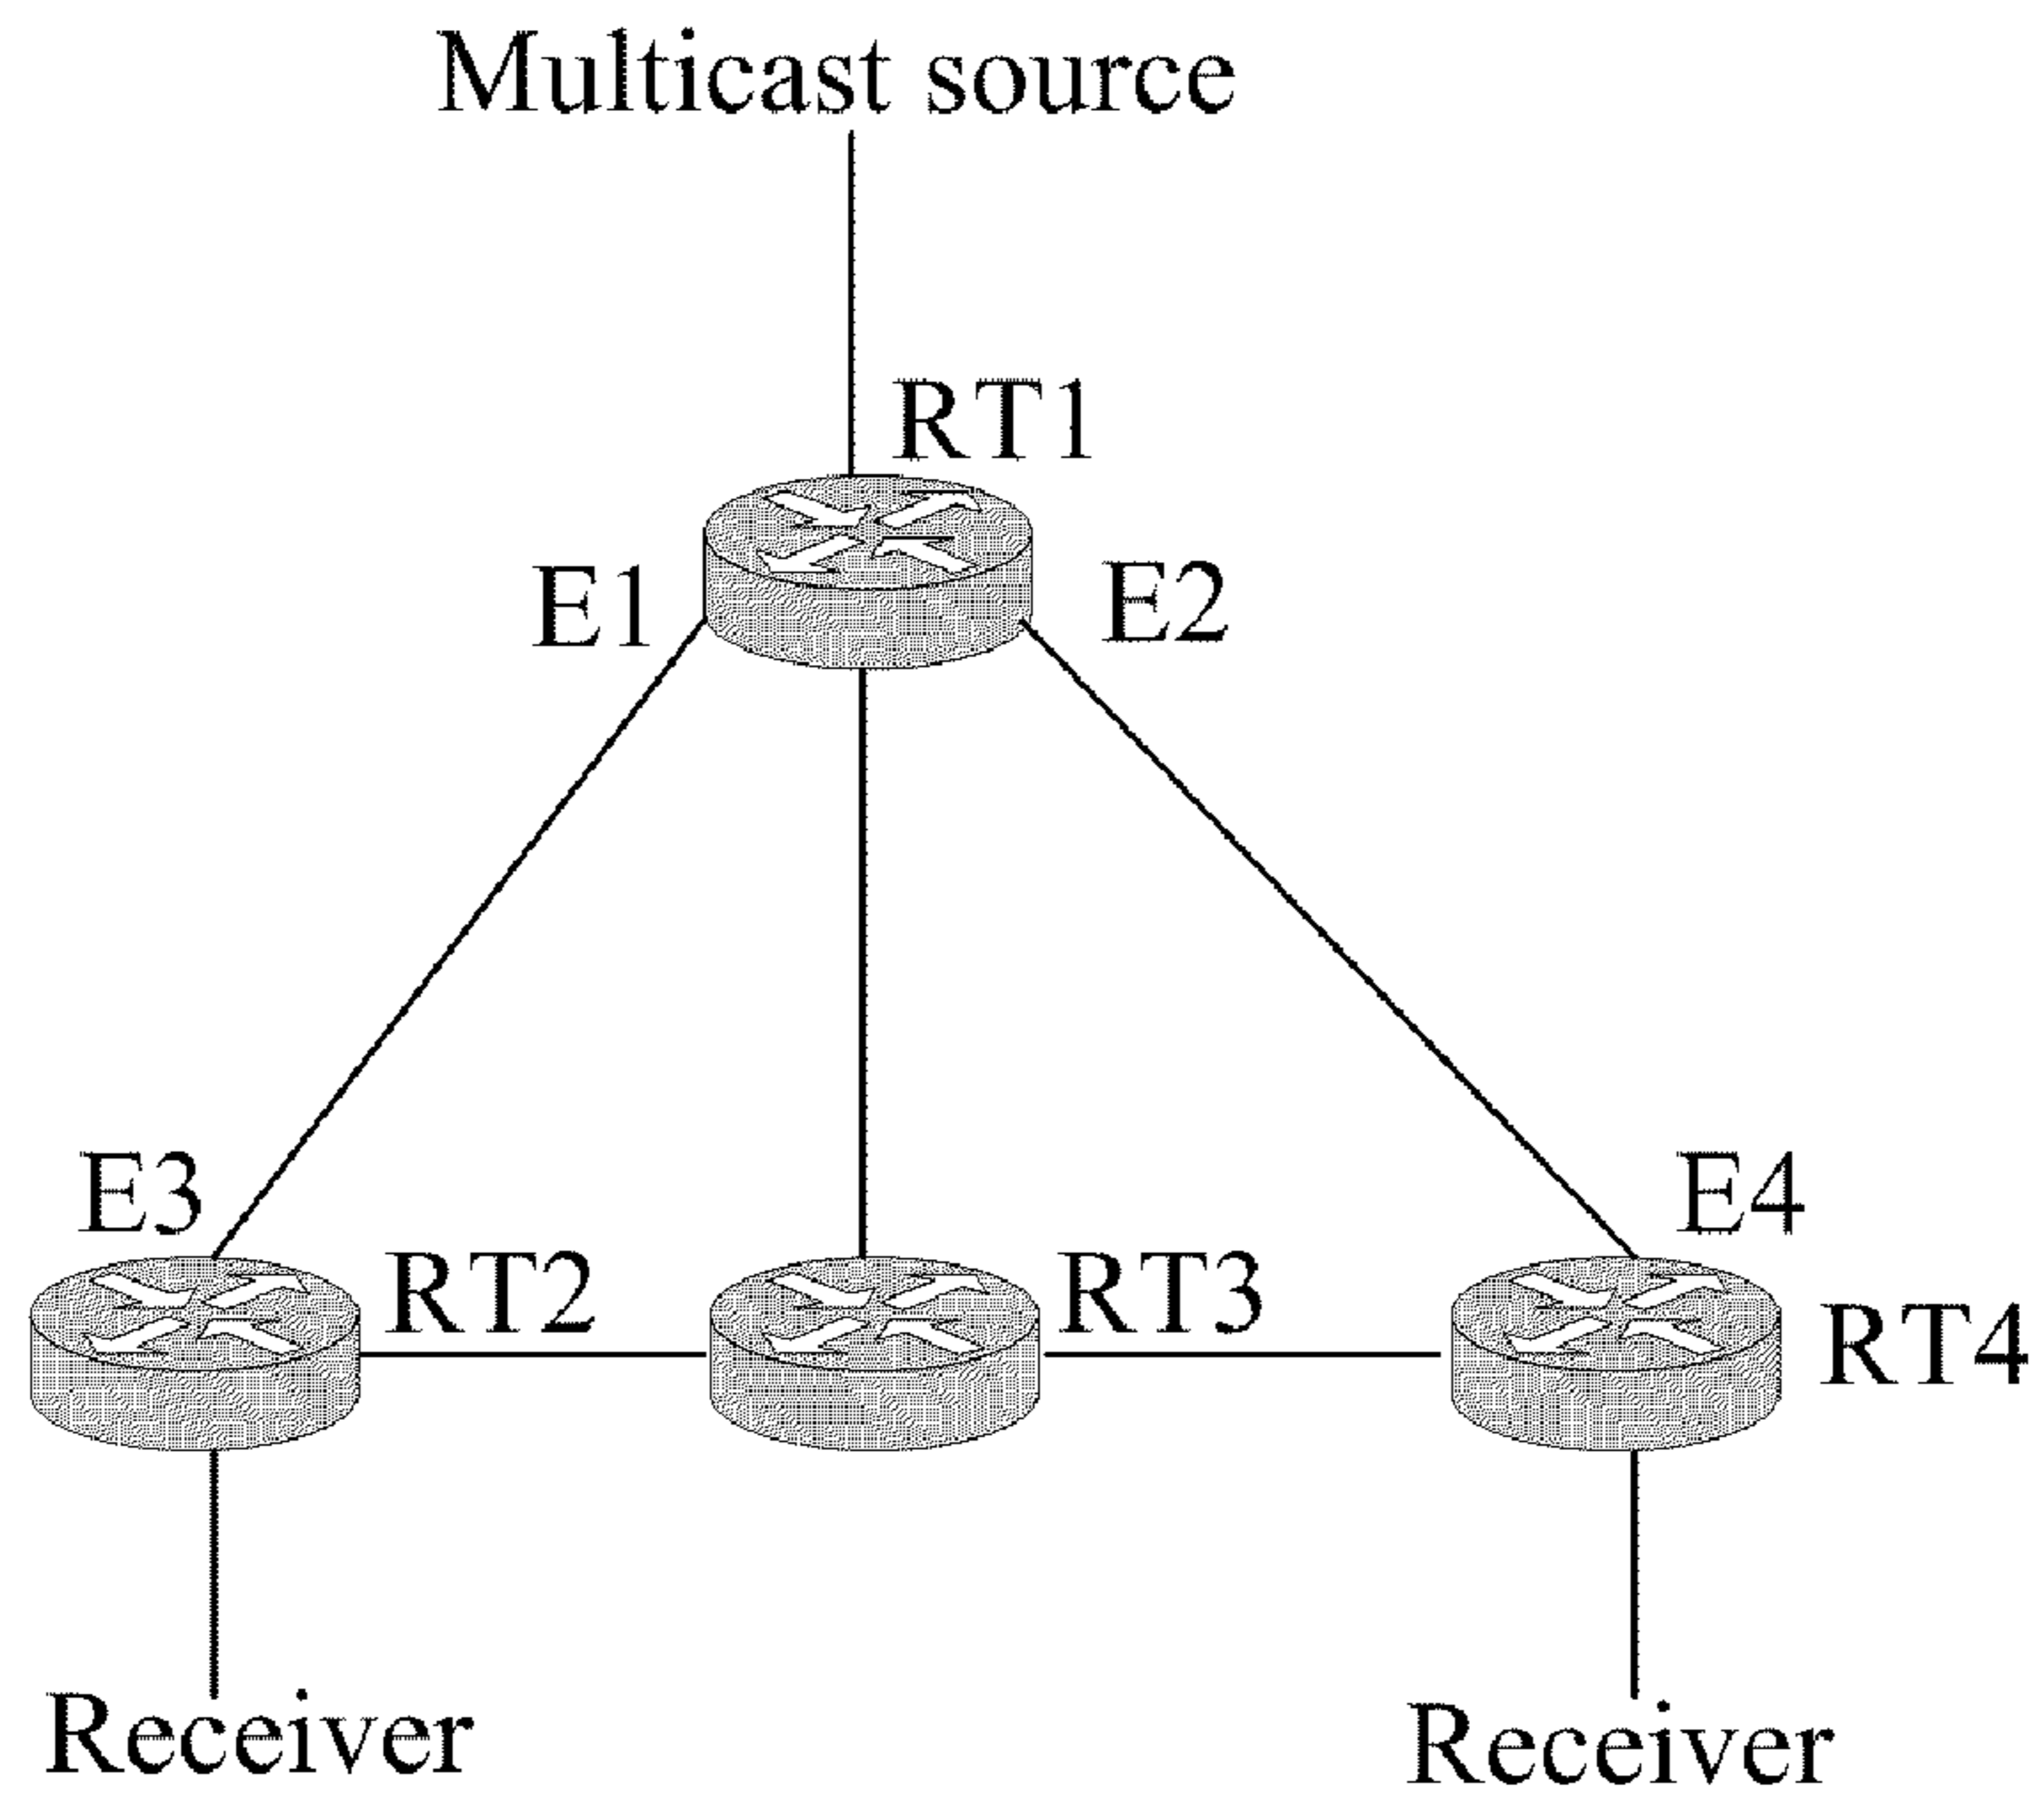 Multicast source
RT1
E1
E2
E3
E4
RT2
RT3
RT4
Receiver
Receiver